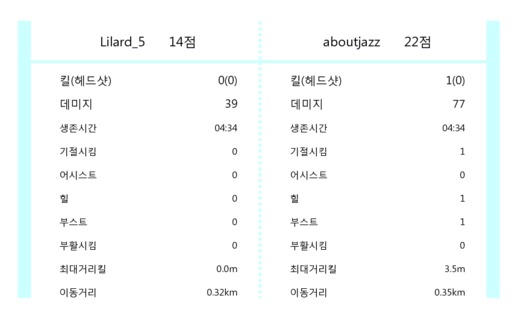 Lilard_5 14점 aboutjazz 22점
킬(헤드샷) 0(0) 킬(헤드샷) 1(0)
데미지 39 데미지 77
생존시간 04:34 생존시간 04:34
기절시킴 0 기절시킴 1
어시스트 0 어시스트 0
힐 0 힐 1
부스트 0 부스트 1
부활시킴 0 부활시킴 0
최대거리킬 0.0m 최대거리킬 3.5m
이동거리 0.32km 이동거리 0.35km